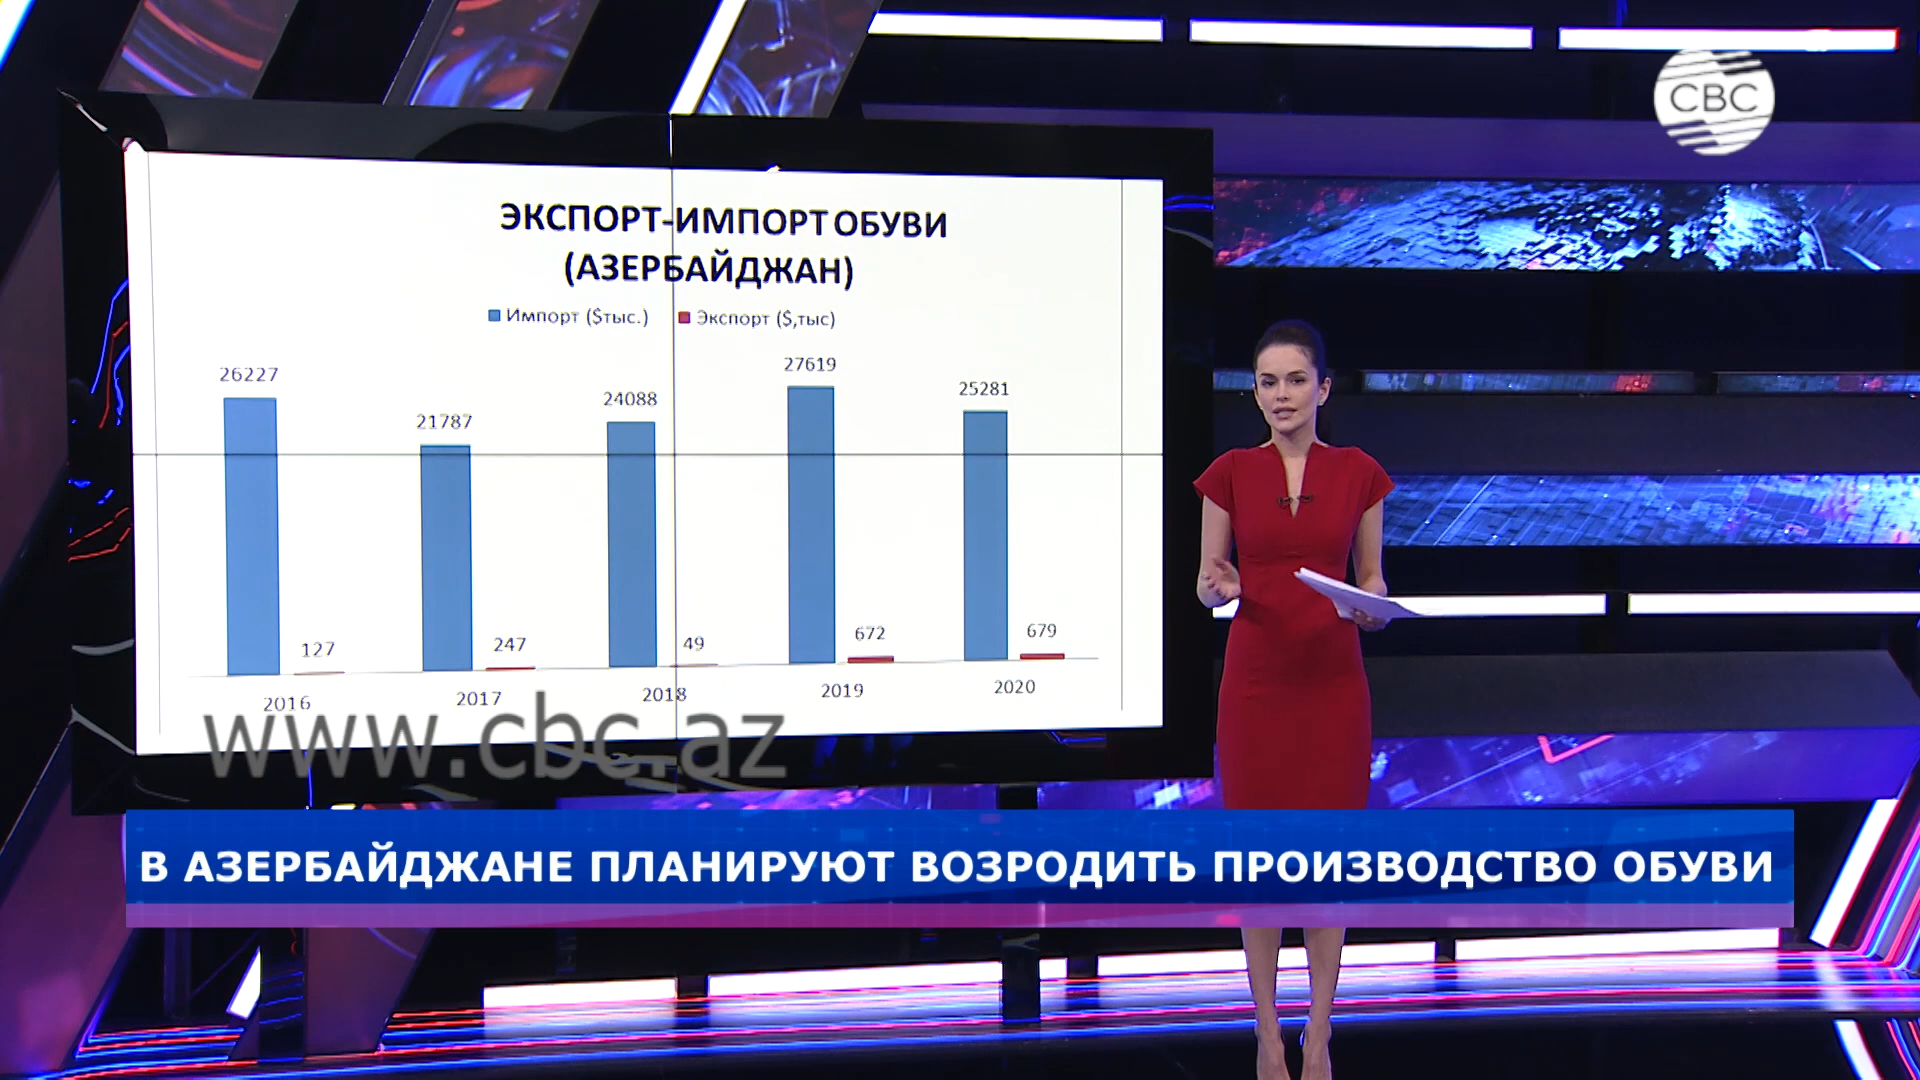 CBC
ЭКСПОРТ-ИМПОРТ ОБУВИ
(АЗЕРБАЙДЖАН)
Импорт ($тыс.) Экспорт ($,тыс)
26227 21787 24088 27619 25281
127 247 49 672 679
2016 2017 2018 2019 2020
www.cbc.az
В АЗЕРБАЙДЖАНЕ ПЛАНИРУЮТ ВОЗРОДИТЬ ПРОИЗВОДСТВО ОБУВИ